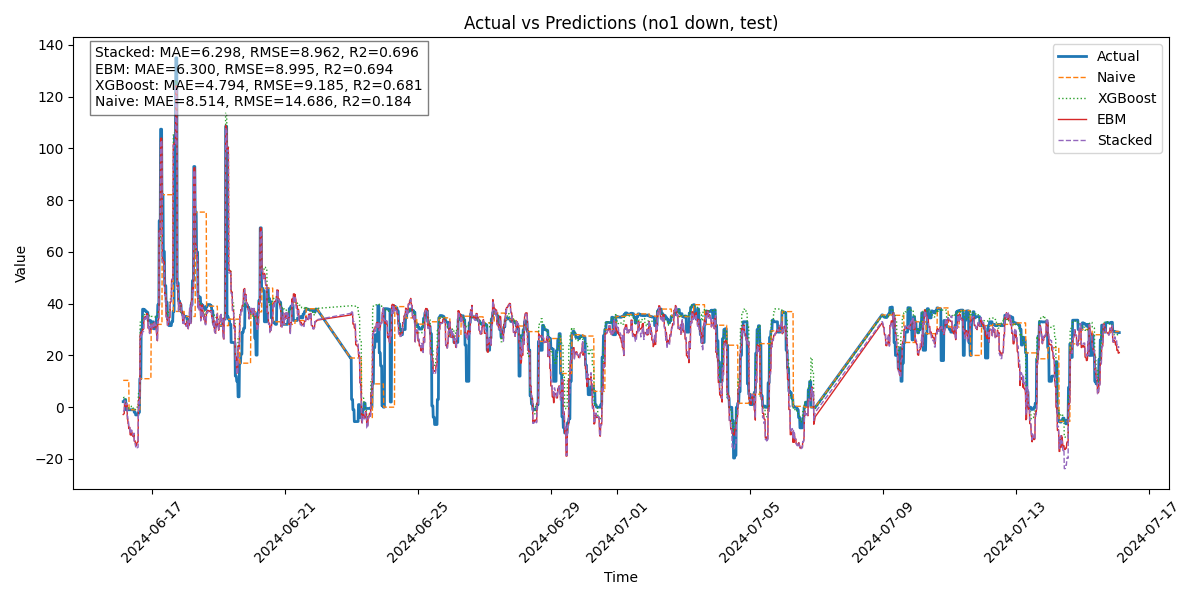 Actual vs Predictions (no1 down, test)
Stacked: MAE=6.298, RMSE=8.962, R2=0.696
EBM: MAE=6.300, RMSE=8.995, R2=0.694
XGBoost: MAE=4.794, RMSE=9.185, R2=0.681
Naive: MAE=8.514, RMSE=14.686, R2=0.184
Actual
Naive
XGBoost
EBM
Stacked
Value
140
120
100
80
60
40
20
0
−20
2024-06-17
2024-06-21
2024-06-25
2024-06-29
2024-07-01
2024-07-05
2024-07-09
2024-07-13
2024-07-17
Time